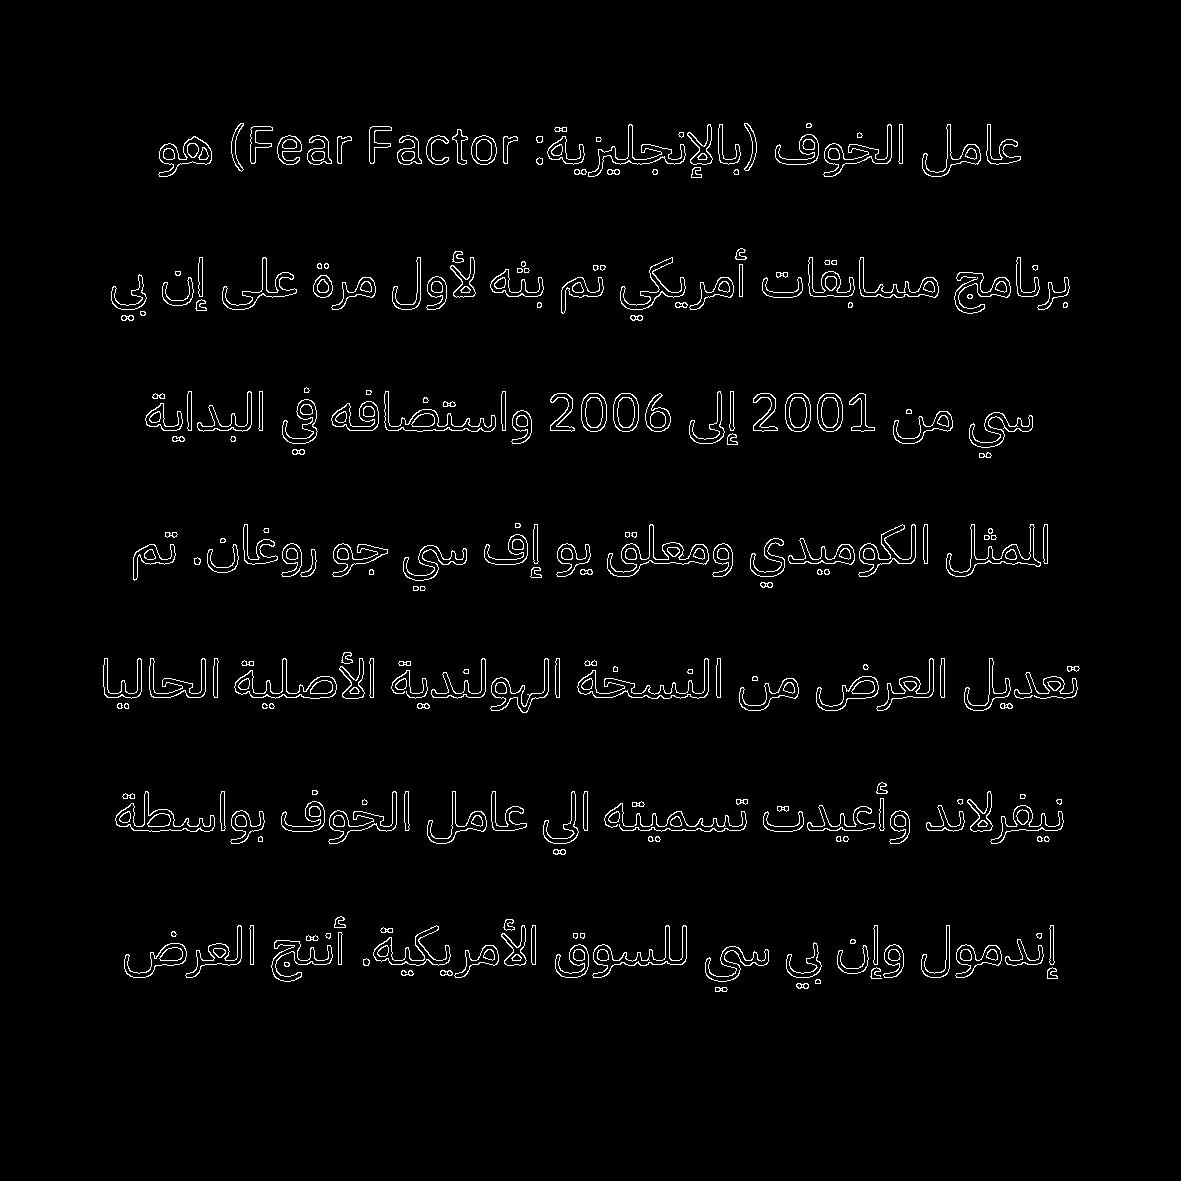 عامل الخوف (بالإنجليزية: Fear Factor) هو
برنامج مسابقات أمريكي تم بثه لأول مرة على إن بي
سي من 2001 إلى 2006 واستضافه في البداية
الممثل الكوميدي ومعلق يو إف سي جو روغان. تم
تعديل العرض من النسخة الهولندية الأصلية الحاليا
نيفرلاند وأعيدت تسميته الي عامل الخوف بواسطة
إندمول وإن بي سي للسوق الأمريكية. أنتج العرض